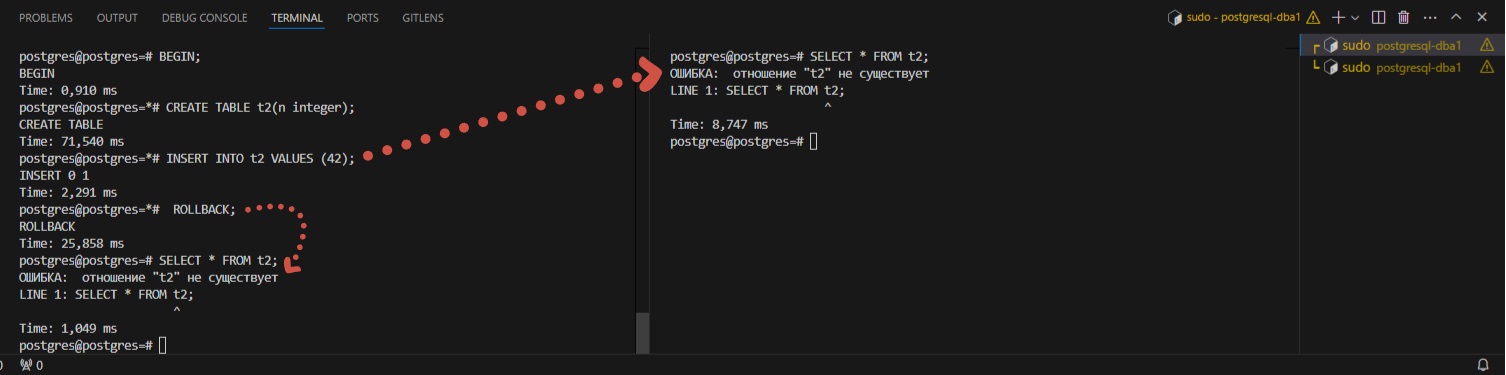 PROBLEMS OUTPUT DEBUG CONSOLE TERMINAL PORTS GITLENS
sudo - postgresql-dba1
postgres@postgres=# BEGIN;
BEGIN
Time: 0,910 ms
postgres@postgres=*# CREATE TABLE t2(n integer);
CREATE TABLE
Time: 71,540 ms
postgres@postgres=*# INSERT INTO t2 VALUES (42);
INSERT 0 1
Time: 2,291 ms
postgres@postgres=*#  ROLLBACK;
ROLLBACK
Time: 25,858 ms
postgres@postgres=# SELECT * FROM t2;
ОШИБКА:  отношение "t2" не существует
LINE 1: SELECT * FROM t2;
^
Time: 1,049 ms
postgres@postgres=#
postgres@postgres=# SELECT * FROM t2;
ОШИБКА:  отношение "t2" не существует
LINE 1: SELECT * FROM t2;
^
Time: 8,747 ms
postgres@postgres=#
sudo postgresql-dba1
sudo postgresql-dba1
0